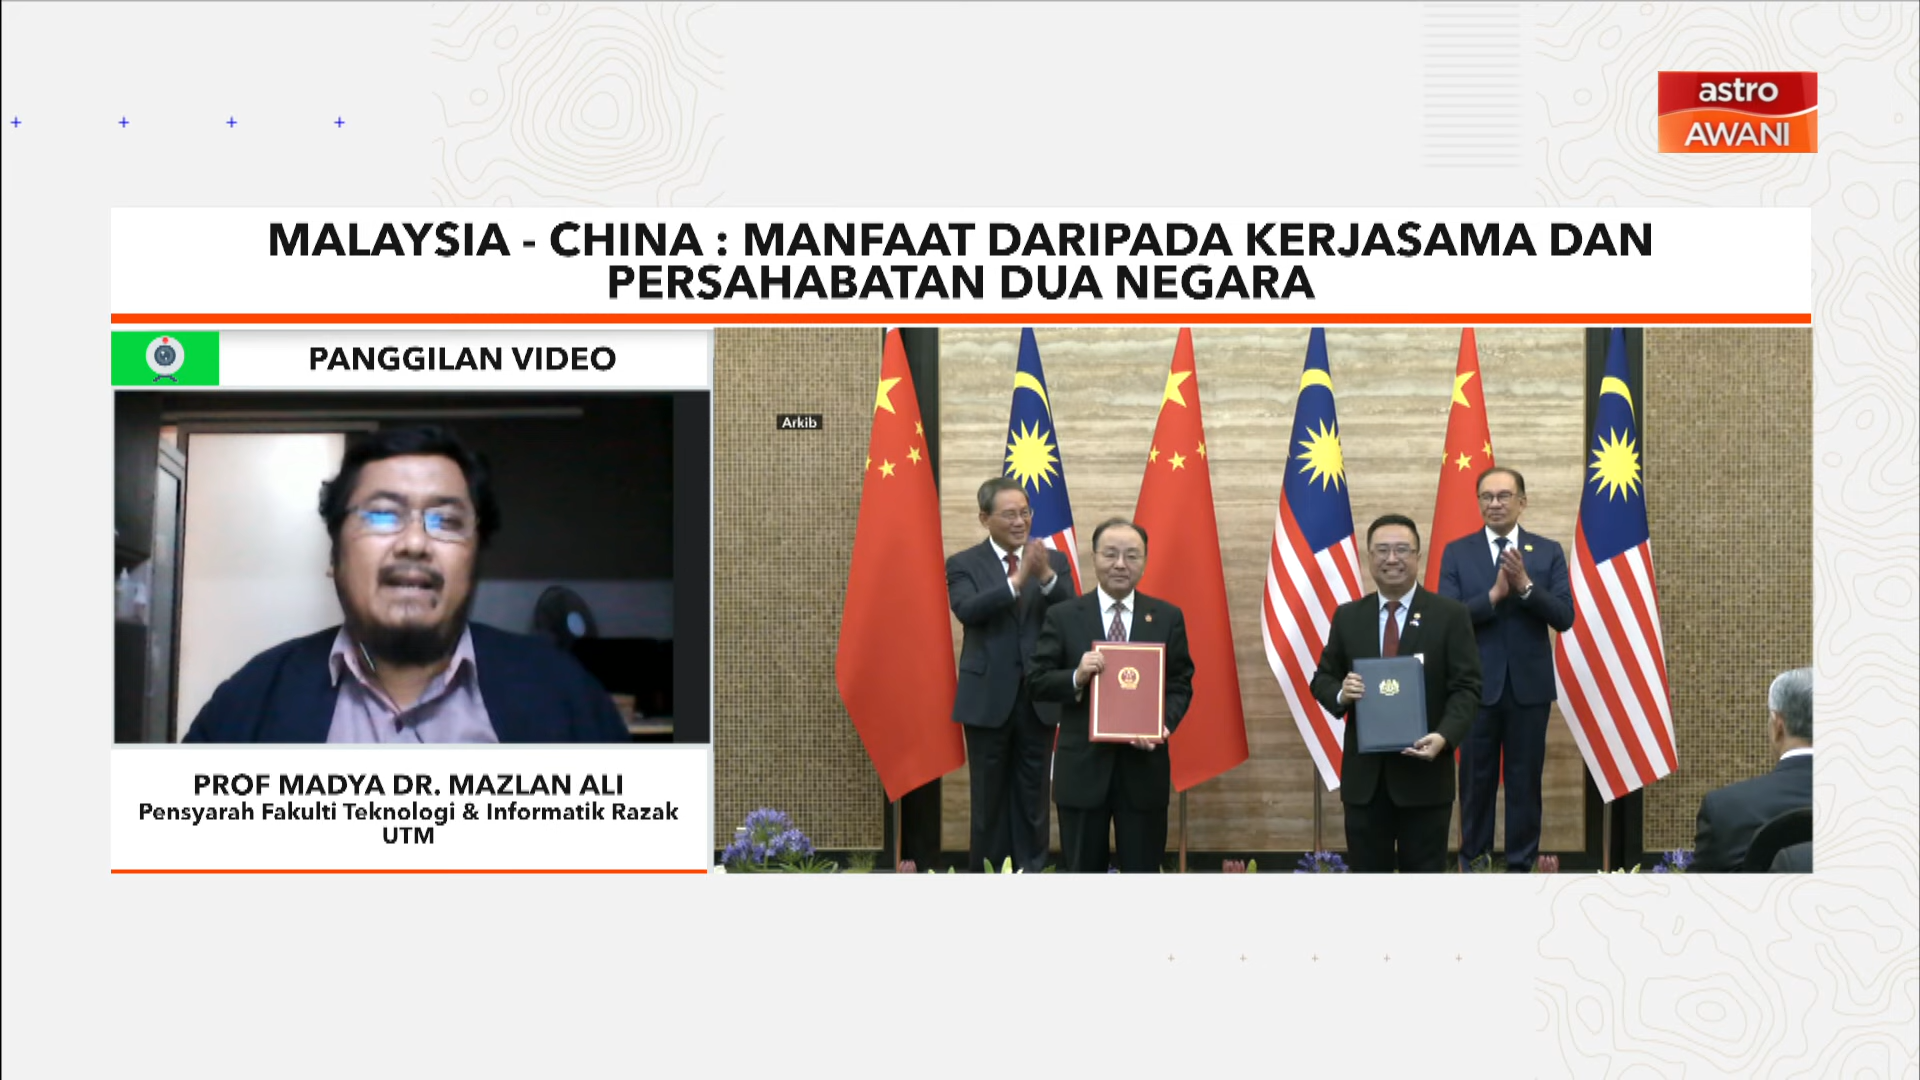 astro
AWANI
MALAYSIA - CHINA : MANFAAT DARIPADA KERJASAMA DAN
PERSAHABATAN DUA NEGARA
PANGGILAN VIDEO
Arkib
PROF MADYA DR. MAZLAN ALI
Pensyarah Fakulti Teknologi & Informatik Razak
UTM